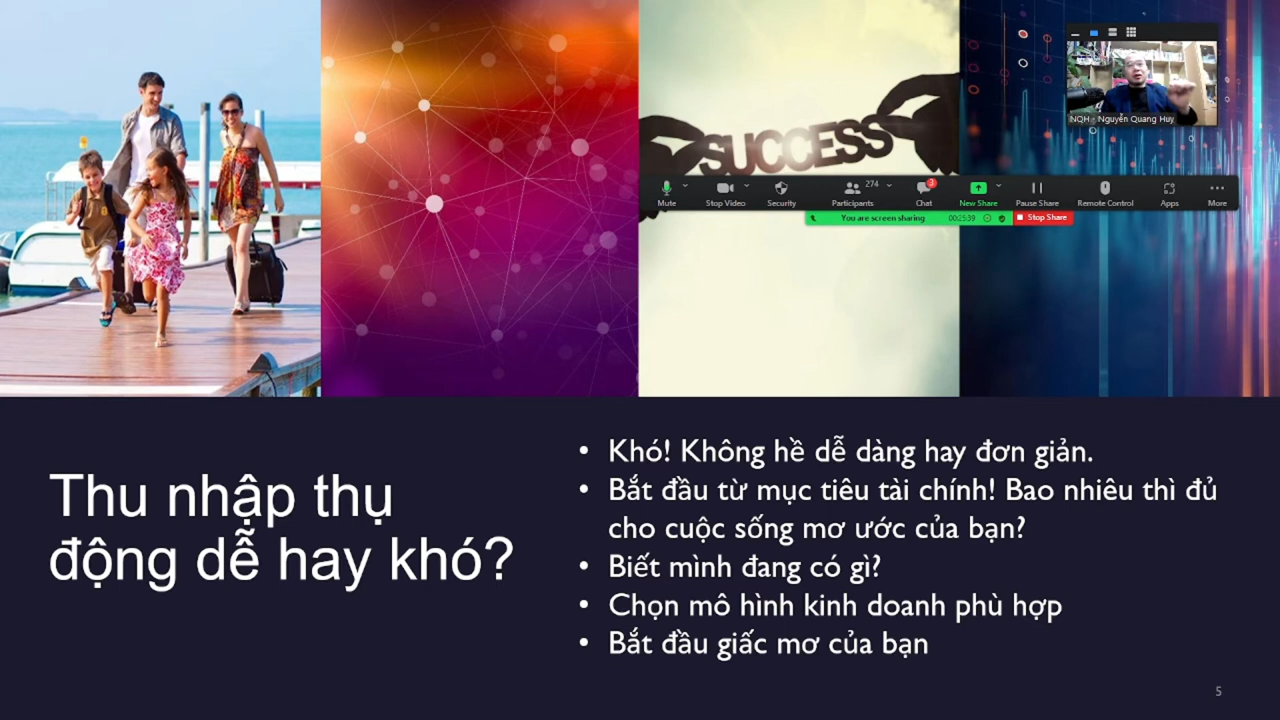 SUCCESS
NQH - Nguyễn Quang Huy
Mute
Stop Video
Security
274
Participants
3
Chat
New Share
Pause Share
Remote Control
Apps
More
You are screen sharing
00:25:39
Stop Share
Thu nhập thụ
động dễ hay khó?
• Khó! Không hề dễ dàng hay đơn giản.
• Bắt đầu từ mục tiêu tài chính! Bao nhiêu thì đủ
cho cuộc sống mơ ước của bạn?
• Biết mình đang có gì?
• Chọn mô hình kinh doanh phù hợp
• Bắt đầu giấc mơ của bạn
5